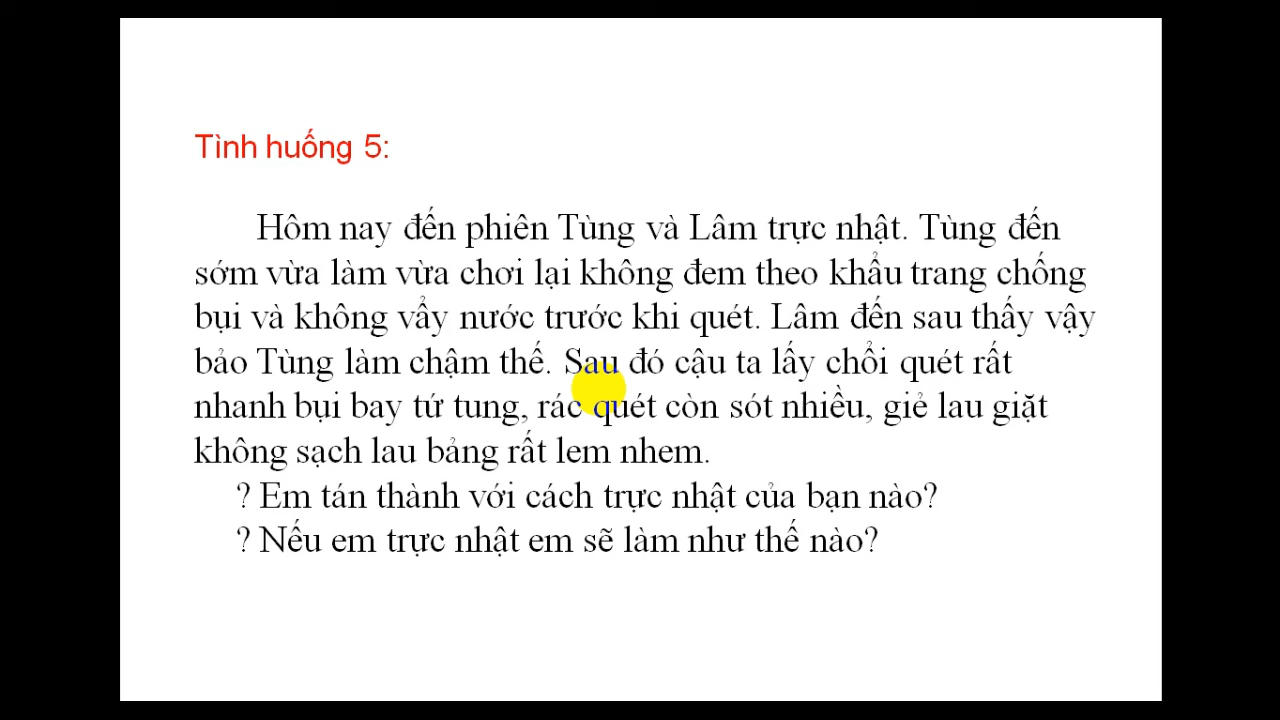 Tình huống 5:
Hôm nay đến phiên Tùng và Lâm trực nhật. Tùng đến
sớm vừa làm vừa chơi lại không đem theo khẩu trang chống
bụi và không vẩy nước trước khi quét. Lâm đến sau thấy vậy
bảo Tùng làm chậm thế. Sau đó cậu ta lấy chổi quét rất
nhanh bụi bay tứ tung, rác quét còn sót nhiều, giẻ lau giặt
không sạch lau bảng rất lem nhem.
? Em tán thành với cách trực nhật của bạn nào?
? Nếu em trực nhật em sẽ làm như thế nào?